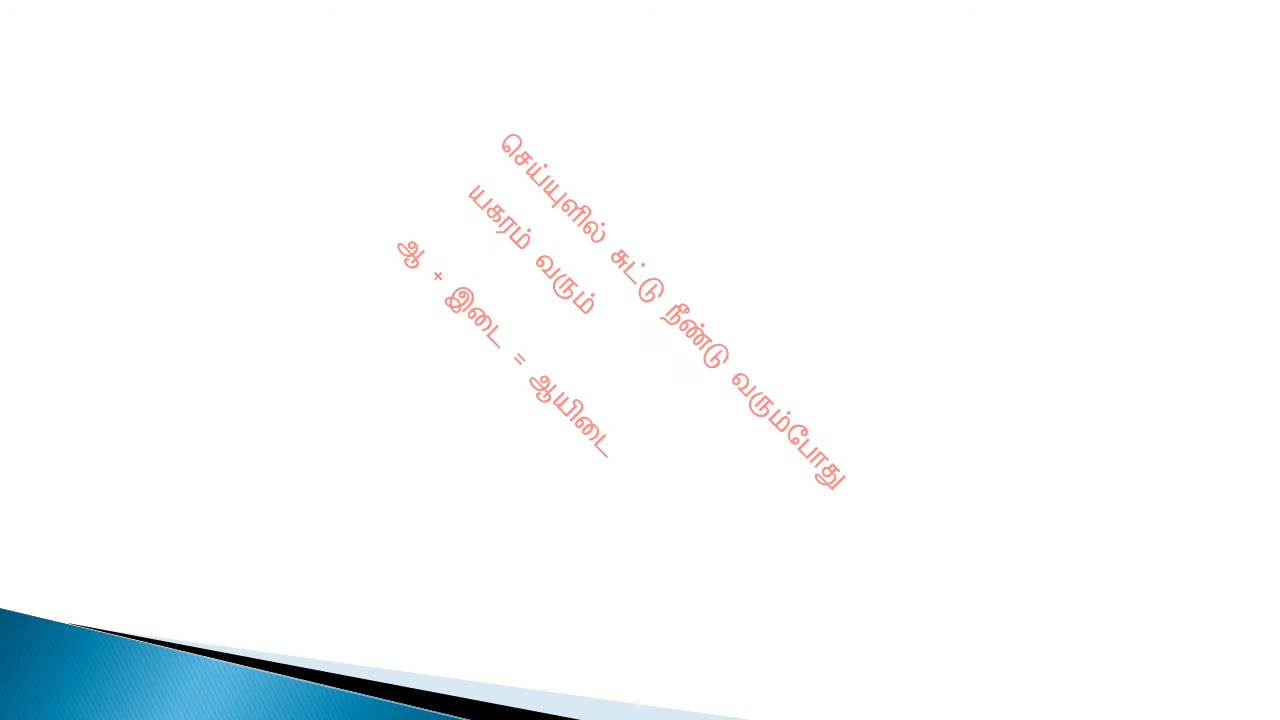 செய்யுளில் சுட்டு நீண்டு வரும்போது
யகரம் வரும்
ஆ + இடை = ஆயிடை